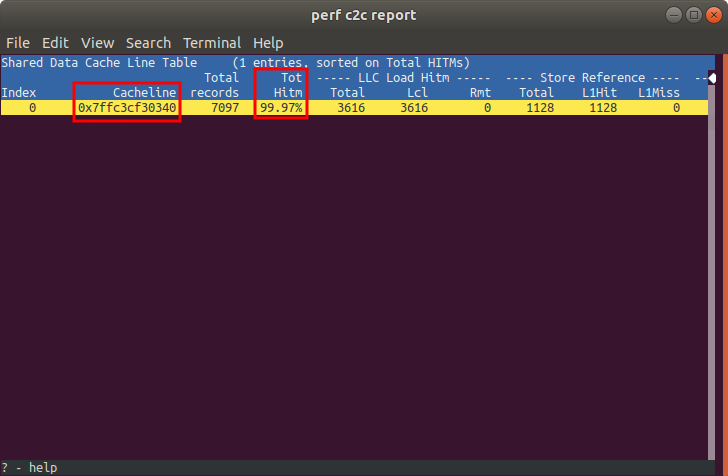 perf c2c report
File Edit View Search Terminal Help
Shared Data Cache Line Table (1 entries, sorted on Total HITMs)
Total Tot ----- LLC Load Hitm ----- ---- Store Reference ---- --
Index Cacheline records Hitm Total Lcl Rmt Total L1Hit L1Miss
0 0x7ffc3cf30340 7097 99.97% 3616 3616 0 1128 1128 0
? - help